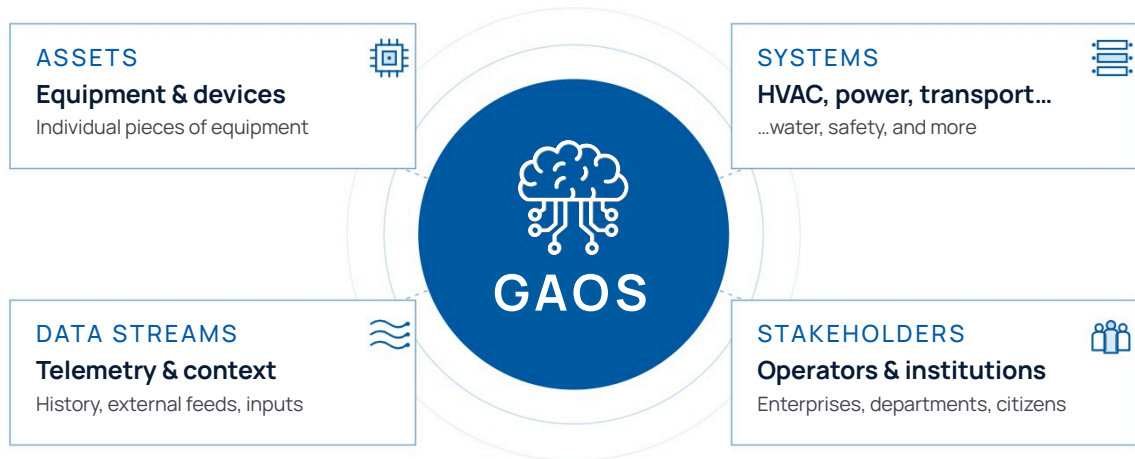 ASSETS
Equipment & devices
Individual pieces of equipment
SYSTEMS
HVAC, power, transport...
...water, safety, and more
GAOS
DATA STREAMS
Telemetry & context
History, external feeds, inputs
STAKEHOLDERS
Operators & institutions
Enterprises, departments, citizens